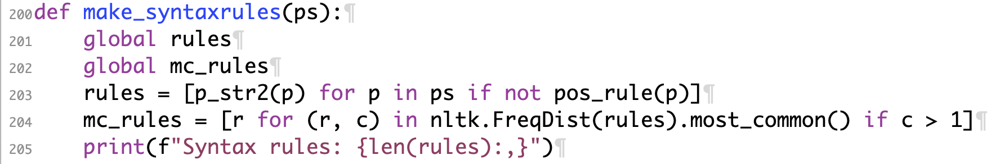 200def make_syntaxrules(ps):¶
201    global rules¶
202    global mc_rules¶
203    rules = [p_str2(p) for p in ps if not pos_rule(p)]¶
204    mc_rules = [r for (r, c) in nltk.FreqDist(rules).most_common() if c > 1]¶
205    print(f"Syntax rules: {len(rules):,}")¶